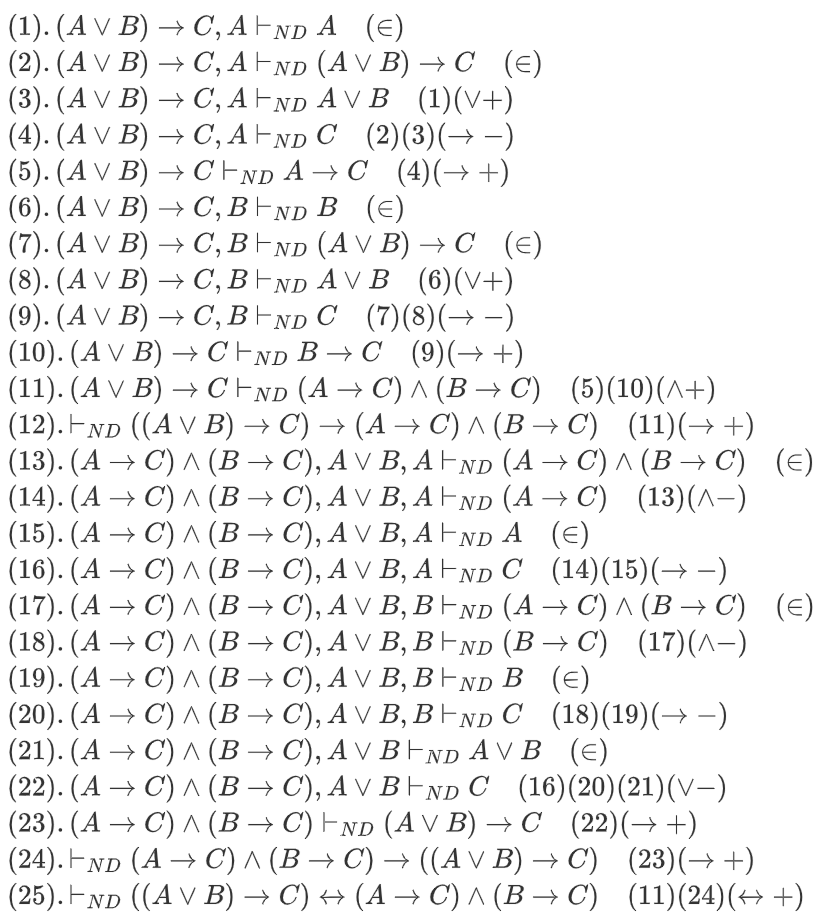 (1). (A ∨ B) → C, A ⊢_ND A (∈)
(2). (A ∨ B) → C, A ⊢_ND (A ∨ B) → C (∈)
(3). (A ∨ B) → C, A ⊢_ND A ∨ B (1)(∨+)
(4). (A ∨ B) → C, A ⊢_ND C (2)(3)(→ −)
(5). (A ∨ B) → C ⊢_ND A → C (4)(→ +)
(6). (A ∨ B) → C, B ⊢_ND B (∈)
(7). (A ∨ B) → C, B ⊢_ND (A ∨ B) → C (∈)
(8). (A ∨ B) → C, B ⊢_ND A ∨ B (6)(∨+)
(9). (A ∨ B) → C, B ⊢_ND C (7)(8)(→ −)
(10). (A ∨ B) → C ⊢_ND B → C (9)(→ +)
(11). (A ∨ B) → C ⊢_ND (A → C) ∧ (B → C) (5)(10)(∧+)
(12). ⊢_ND ((A ∨ B) → C) → (A → C) ∧ (B → C) (11)(→ +)
(13). (A → C) ∧ (B → C), A ∨ B, A ⊢_ND (A → C) ∧ (B → C) (∈)
(14). (A → C) ∧ (B → C), A ∨ B, A ⊢_ND (A → C) (13)(∧−)
(15). (A → C) ∧ (B → C), A ∨ B, A ⊢_ND A (∈)
(16). (A → C) ∧ (B → C), A ∨ B, A ⊢_ND C (14)(15)(→ −)
(17). (A → C) ∧ (B → C), A ∨ B, B ⊢_ND (A → C) ∧ (B → C) (∈)
(18). (A → C) ∧ (B → C), A ∨ B, B ⊢_ND (B → C) (17)(∧−)
(19). (A → C) ∧ (B → C), A ∨ B, B ⊢_ND B (∈)
(20). (A → C) ∧ (B → C), A ∨ B, B ⊢_ND C (18)(19)(→ −)
(21). (A → C) ∧ (B → C), A ∨ B ⊢_ND A ∨ B (∈)
(22). (A → C) ∧ (B → C), A ∨ B ⊢_ND C (16)(20)(21)(∨−)
(23). (A → C) ∧ (B → C) ⊢_ND (A ∨ B) → C (22)(→ +)
(24). ⊢_ND (A → C) ∧ (B → C) → ((A ∨ B) → C) (23)(→ +)
(25). ⊢_ND ((A ∨ B) → C) ↔ (A → C) ∧ (B → C) (11)(24)(↔ +)